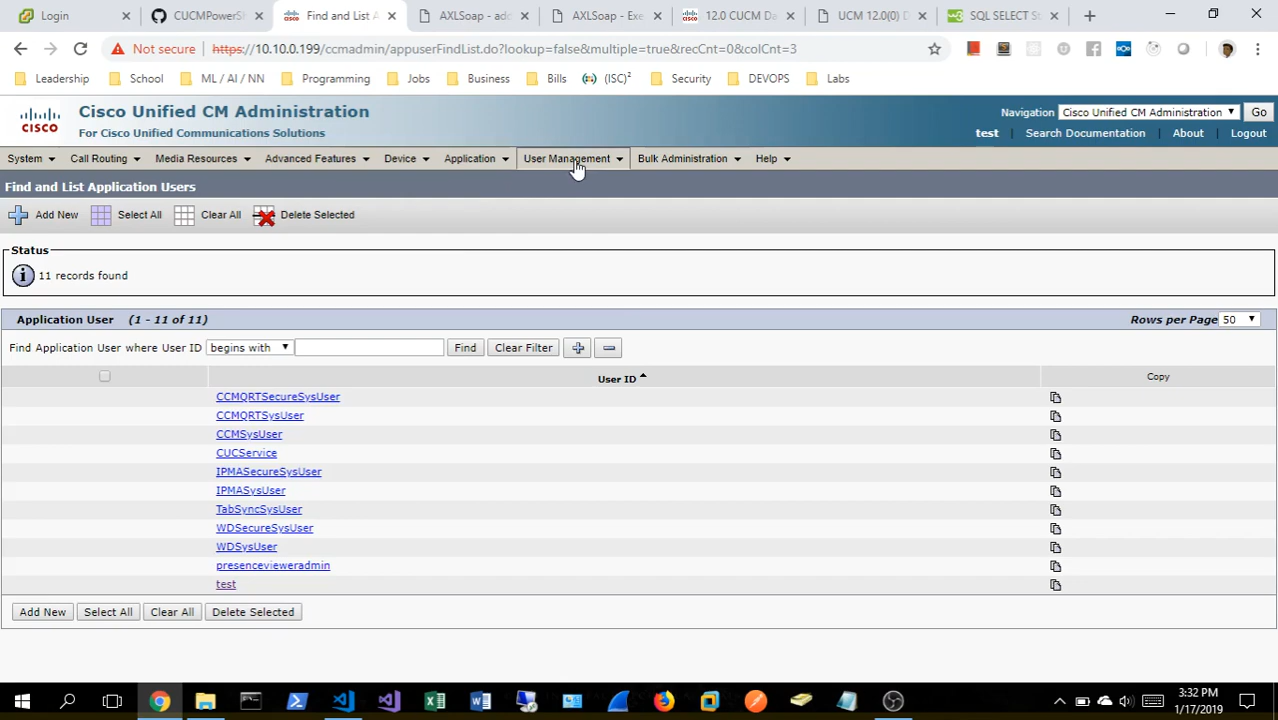 Login
CUCMPowerSh
Find and List A
AXLSoap - add
AXLSoap - Exe
12.0 CUCM Da
UCM 12.0(0) D
SQL SELECT St
Not secure https://10.10.0.199/ccmadmin/appuserFindList.do?lookup=false&multiple=true&recCnt=0&colCnt=3
Leadership School ML / AI / NN Programming Jobs Business Bills (ISC)² Security DEVOPS Labs
Cisco Unified CM Administration
For Cisco Unified Communications Solutions
CISCO
Navigation Cisco Unified CM Administration Go
test Search Documentation About Logout
System Call Routing Media Resources Advanced Features Device Application User Management Bulk Administration Help
Find and List Application Users
Add New Select All Clear All Delete Selected
Status
11 records found
Application User (1 - 11 of 11) Rows per Page 50
Find Application User where User ID begins with Find Clear Filter
User ID Copy
CCMQRTSecureSysUser
CCMQRTSysUser
CCMSysUser
CUCService
IPMASecureSysUser
IPMASysUser
TabSyncSysUser
WDSecureSysUser
WDSysUser
presencevieweradmin
test
Add New Select All Clear All Delete Selected
3:32 PM
1/17/2019